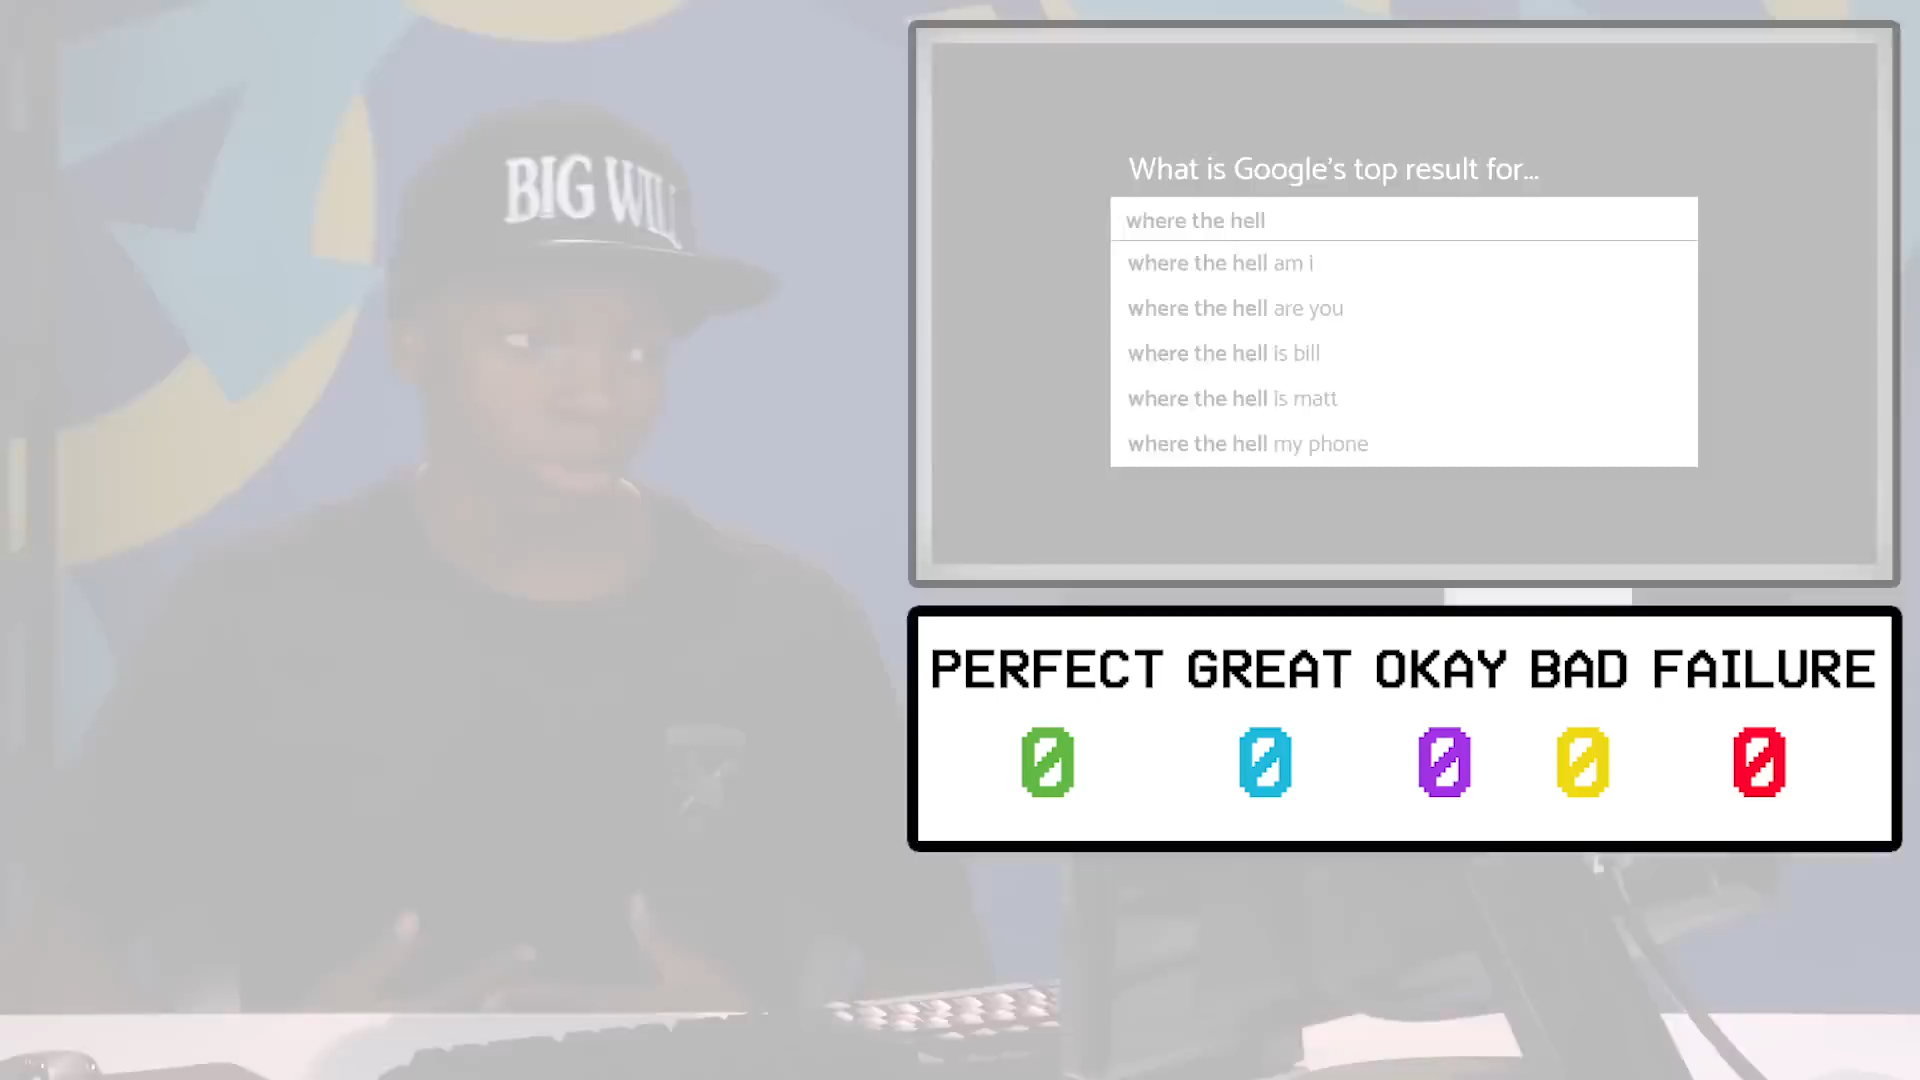 BIG WILL
What is Google's top result for...
where the hell
where the hell am i
where the hell are you
where the hell is bill
where the hell is matt
where the hell my phone
PERFECT GREAT OKAY BAD FAILURE
0 0 0 0 0